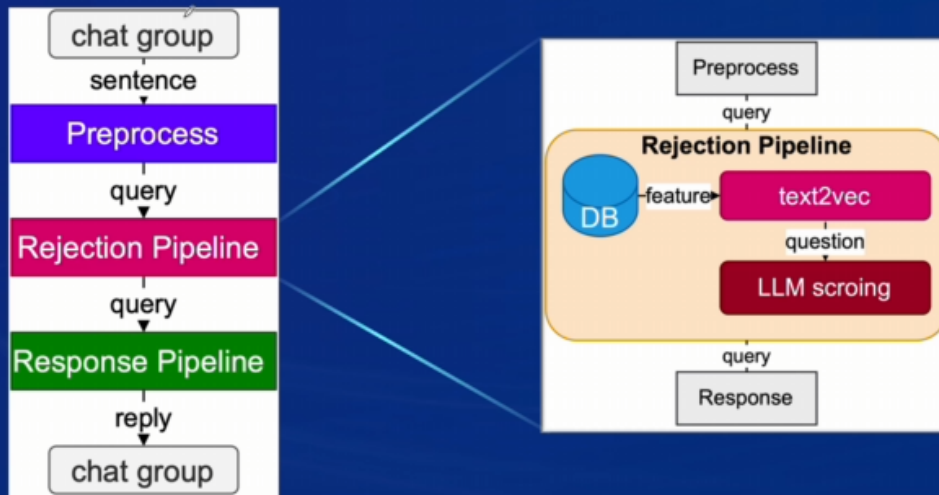 chat group
sentence
Preprocess
query
Rejection Pipeline
query
Response Pipeline
reply
chat group
Preprocess
query
Rejection Pipeline
DB
feature
text2vec
question
LLM scroing
query
Response